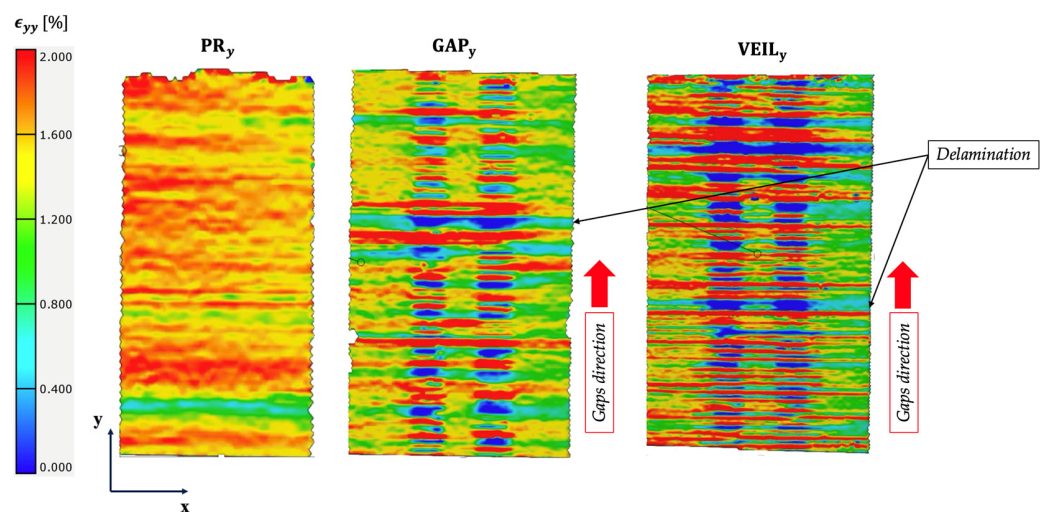 ϵyy [%]
PRy
GAPy
VEILy
2.000
1.600
1.200
0.800
0.400
0.000
Delamination
Gaps direction
Gaps direction
y
x